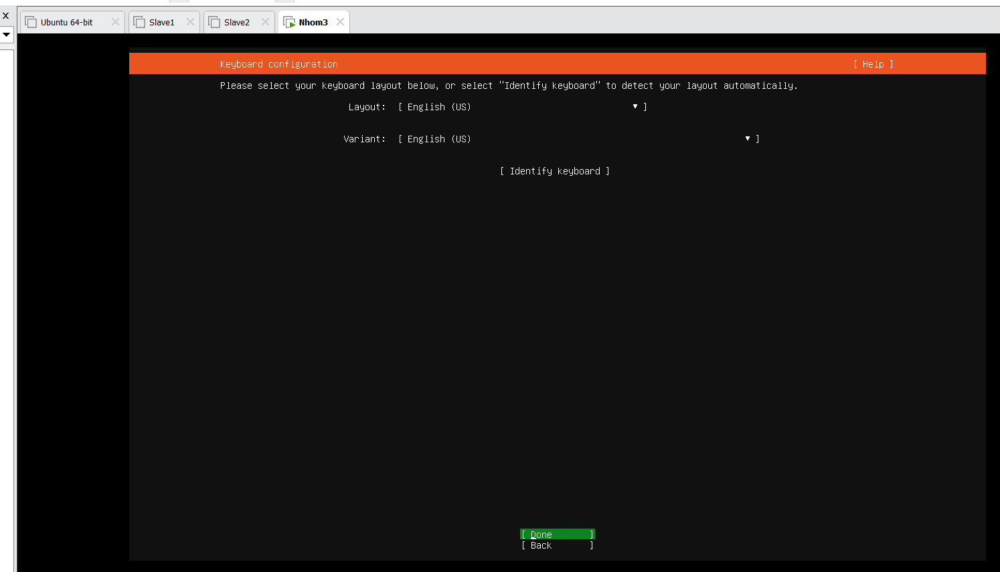 x
Ubuntu 64-bit Slave1 Slave2 Nhom3
Keyboard configuration [ Help ]
Please select your keyboard layout below, or select "Identify keyboard" to detect your layout automatically.
Layout: [ English (US) ▾ ]
Variant: [ English (US) ▾ ]
[ Identify keyboard ]
[ Done ]
[ Back ]